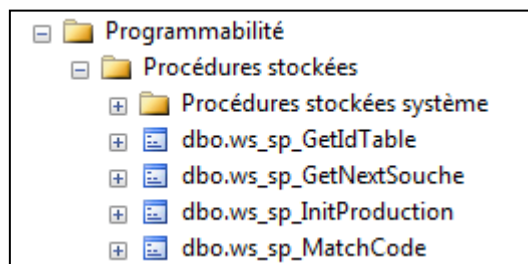 Programmabilité
Procédures stockées
Procédures stockées système
dbo.ws_sp_GetIdTable
dbo.ws_sp_GetNextSouche
dbo.ws_sp_InitProduction
dbo.ws_sp_MatchCode